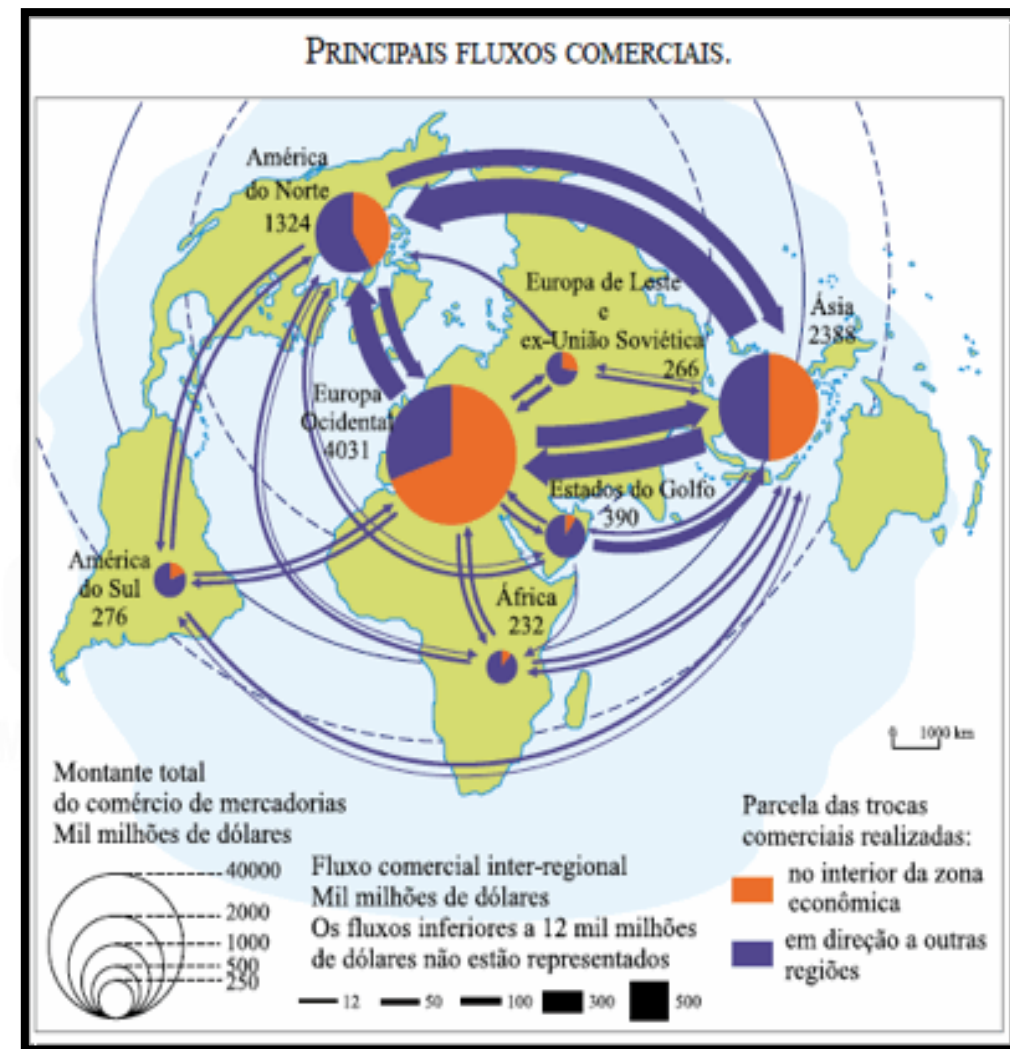 PRINCIPAIS FLUXOS COMERCIAIS.
América
do Norte
1324
Europa de Leste
e
ex-União Soviética
266
Ásia
2388
Europa
Ocidental
4031
Estados do Golfo
390
América
do Sul
276
África
232
0 1000 km
Montante total
do comércio de mercadorias
Mil milhões de dólares
40000
2000
1000
500
250
Fluxo comercial inter-regional
Mil milhões de dólares
Os fluxos inferiores a 12 mil milhões
de dólares não estão representados
12 50 100 300 500
Parcela das trocas
comerciais realizadas:
no interior da zona
econômica
em direção a outras
regiões